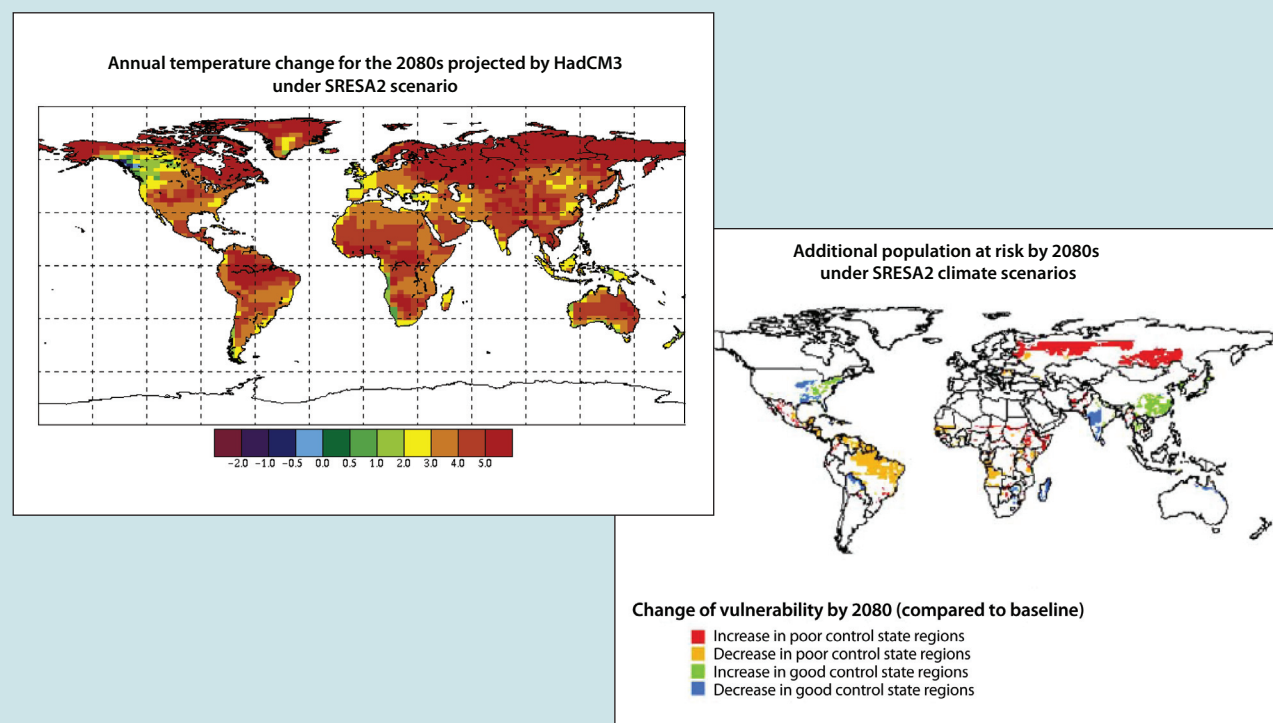 Annual temperature change for the 2080s projected by HadCM3
under SRESA2 scenario
−2.0 −1.0 −0.5 0.0 0.5 1.0 2.0 3.0 4.0 5.0
Additional population at risk by 2080s
under SRESA2 climate scenarios
Change of vulnerability by 2080 (compared to baseline)
Increase in poor control state regions
Decrease in poor control state regions
Increase in good control state regions
Decrease in good control state regions